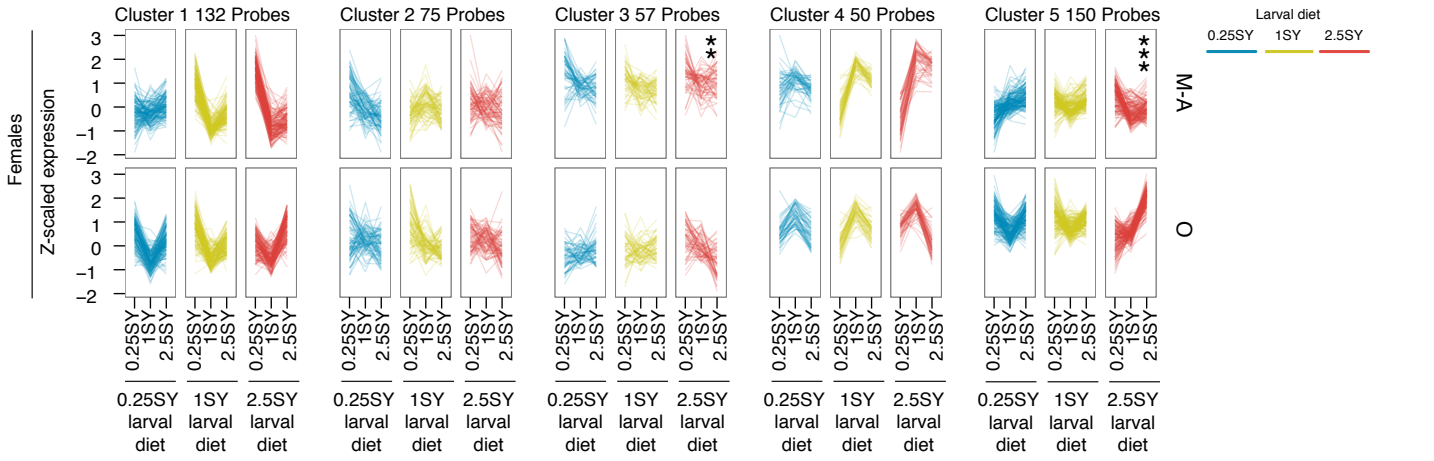 Cluster 1 132 Probes Cluster 2 75 Probes Cluster 3 57 Probes Cluster 4 50 Probes Cluster 5 150 Probes
Larval diet
0.25SY 1SY 2.5SY
Females
Z-scaled expression
3
2
1
0
−1
−2
** ***
M-A
3
2
1
0
−1
−2
O
0.25SY 1SY 2.5SY 0.25SY 1SY 2.5SY 0.25SY 1SY 2.5SY 0.25SY 1SY 2.5SY 0.25SY 1SY 2.5SY 0.25SY 1SY 2.5SY 0.25SY 1SY 2.5SY 0.25SY 1SY 2.5SY 0.25SY 1SY 2.5SY 0.25SY 1SY 2.5SY 0.25SY 1SY 2.5SY 0.25SY 1SY 2.5SY 0.25SY 1SY 2.5SY 0.25SY 1SY 2.5SY 0.25SY 1SY 2.5SY
0.25SY 1SY 2.5SY 0.25SY 1SY 2.5SY 0.25SY 1SY 2.5SY 0.25SY 1SY 2.5SY 0.25SY 1SY 2.5SY
larval larval larval larval larval larval larval larval larval larval larval larval larval larval larval
diet diet diet diet diet diet diet diet diet diet diet diet diet diet diet